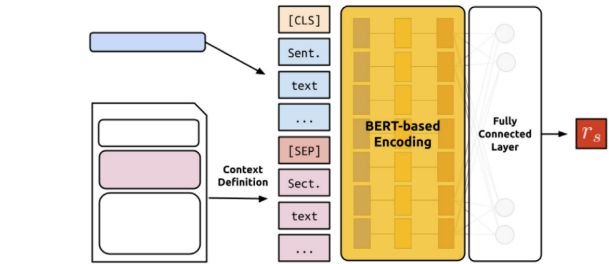 [CLS]
Sent.
text
...
[SEP]
Sect.
text
...
Context
Definition
BERT-based
Encoding
Fully
Connected
Layer
r_s